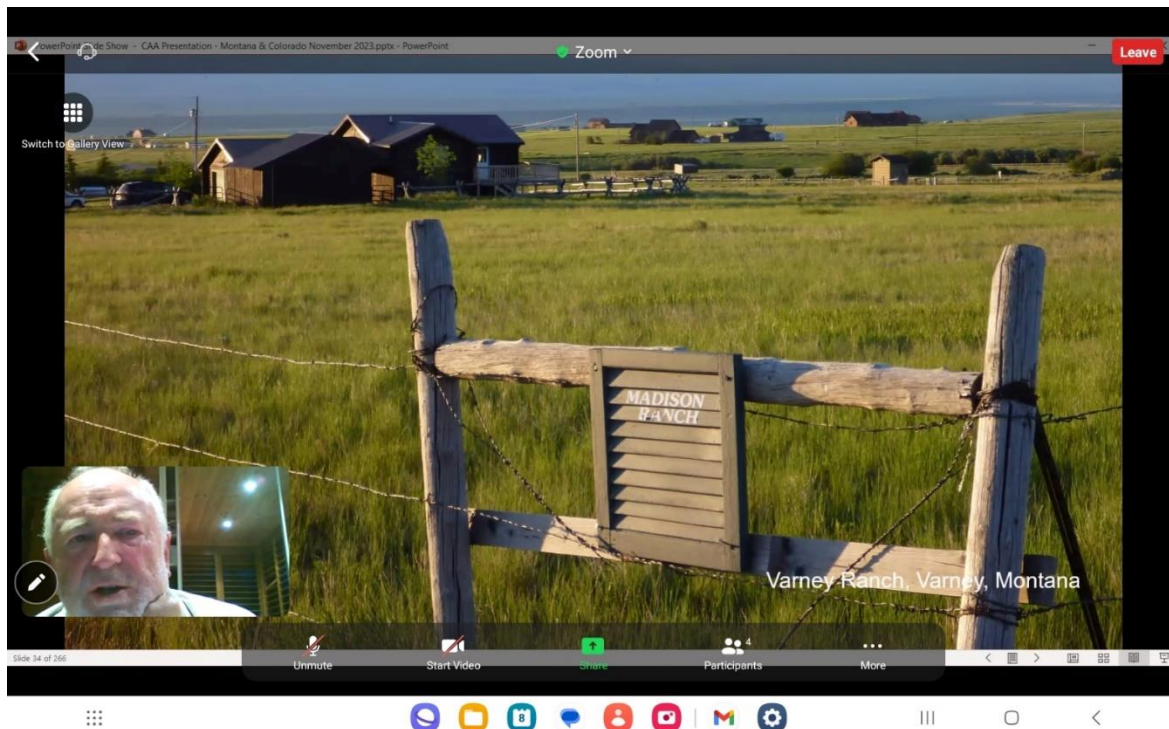 PowerPoint Slide Show - CAA Presentation - Montana & Colorado November 2023.pptx - PowerPoint
Zoom
Leave
Switch to Gallery View
MADISON
RANCH
Varney Ranch, Varney, Montana
Slide 34 of 266
Unmute
Start Video
Share
4
Participants
More
8